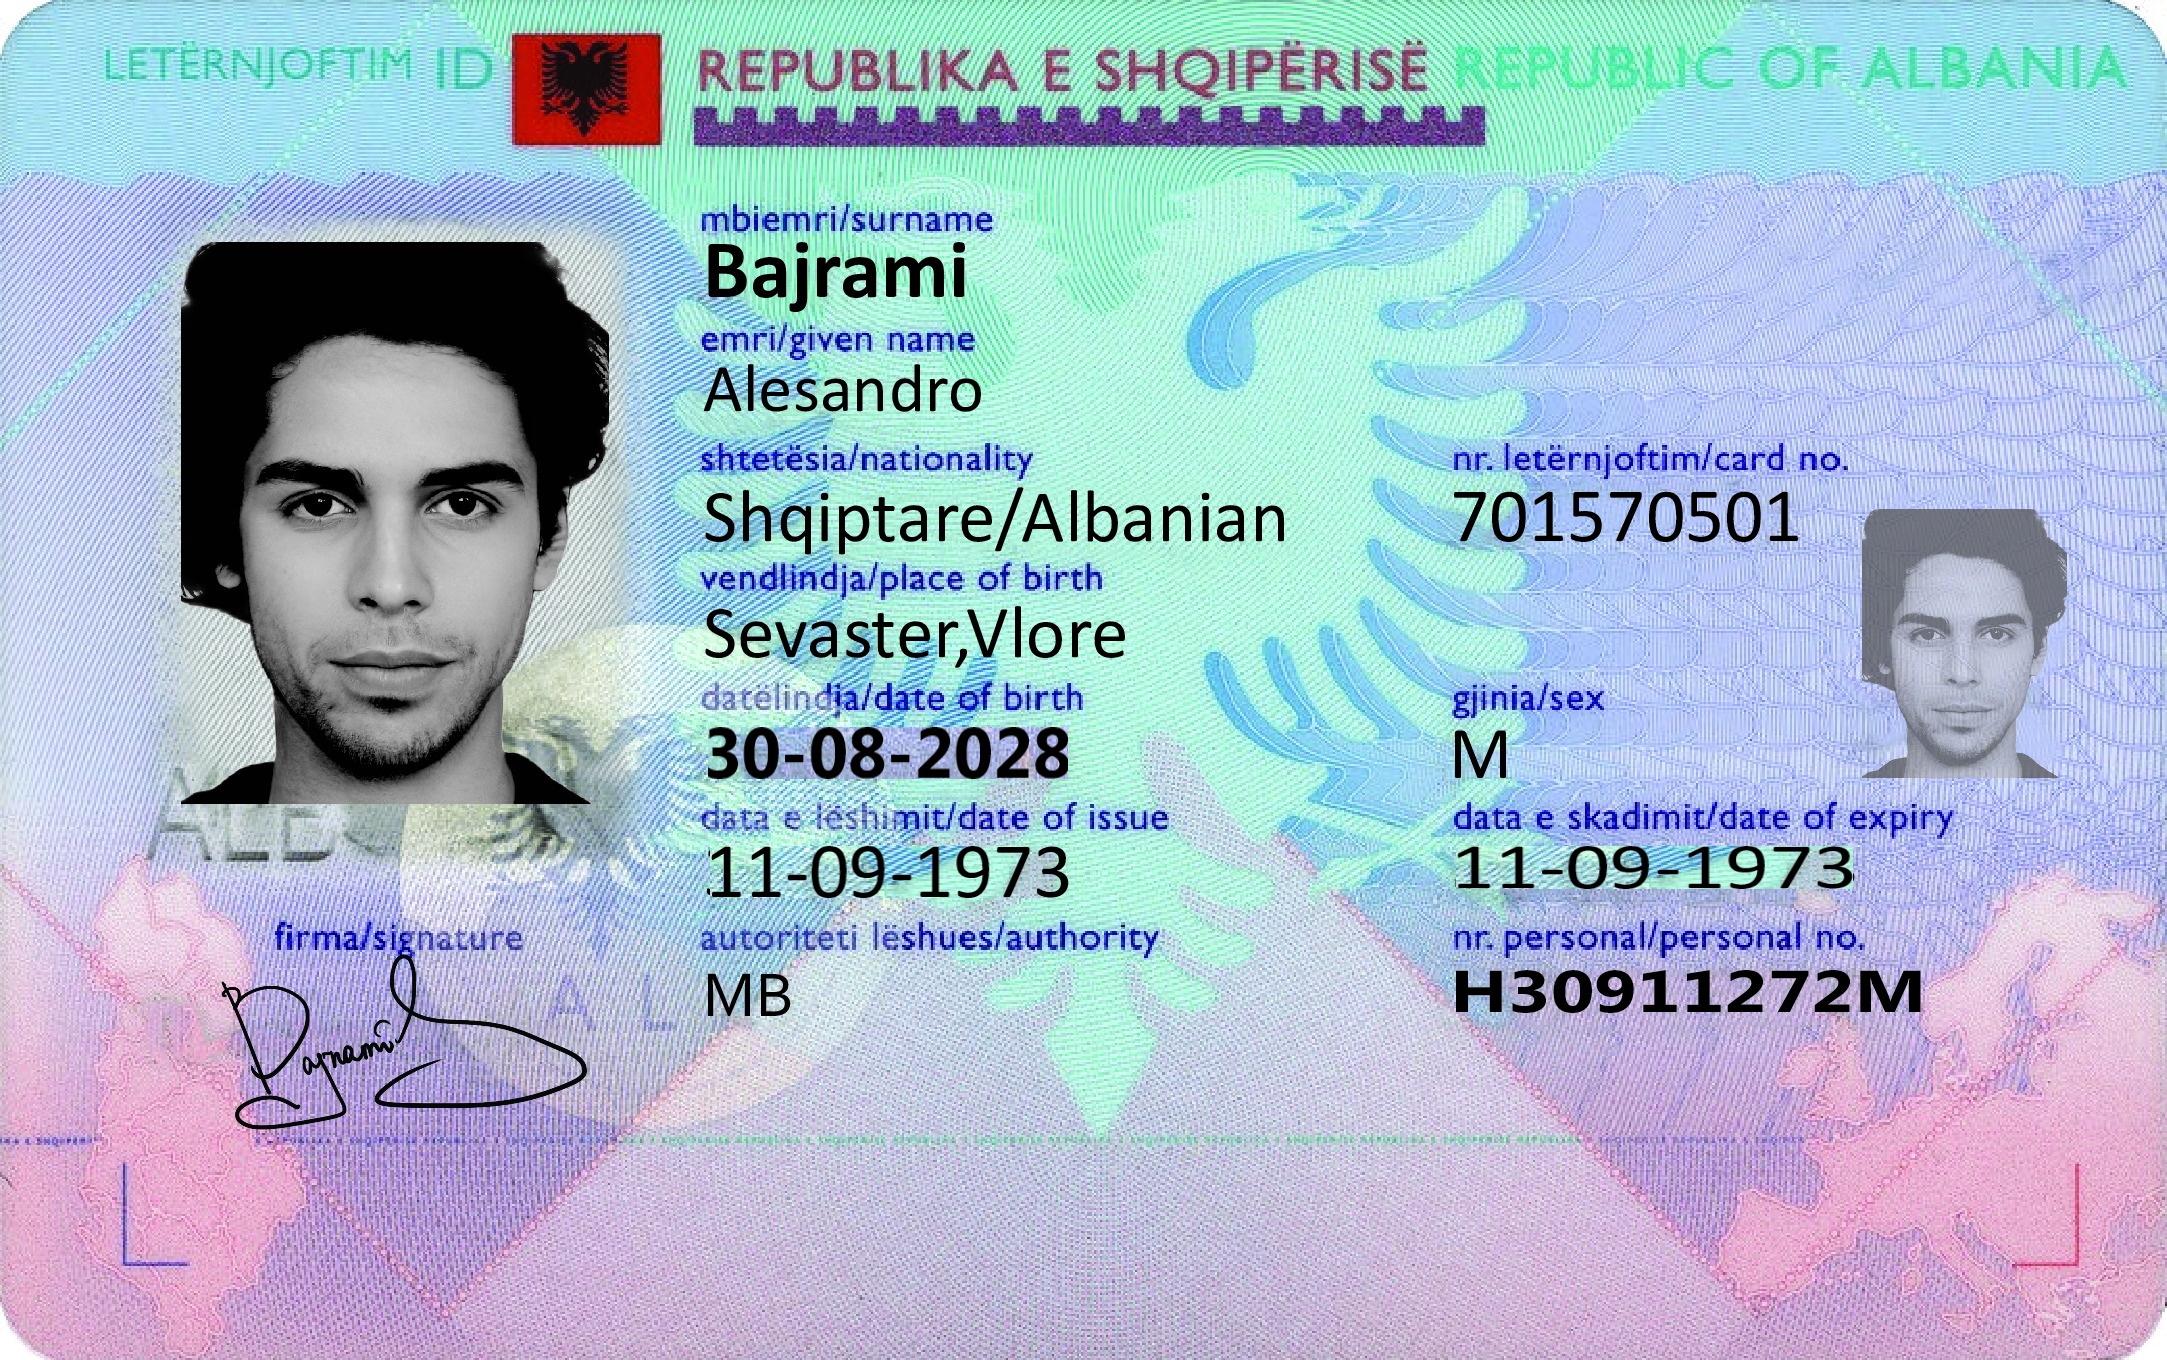 LETËRNJOFTIM ID REPUBLIKA E SHQIPËRISË REPUBLIC OF ALBANIA
mbiemri/surname
Bajrami
emri/given name
Alesandro
shtetësia/nationality nr. letërnjoftim/card no.
Shqiptare/Albanian 701570501
vendlindja/place of birth
Sevaster,Vlore
datëlindja/date of birth gjinia/sex
30-08-2028 M
data e lëshimit/date of issue data e skadimit/date of expiry
11-09-1973 11-09-1973
firma/signature autoriteti lëshues/authority nr. personal/personal no.
MB H30911272M
Bajrami